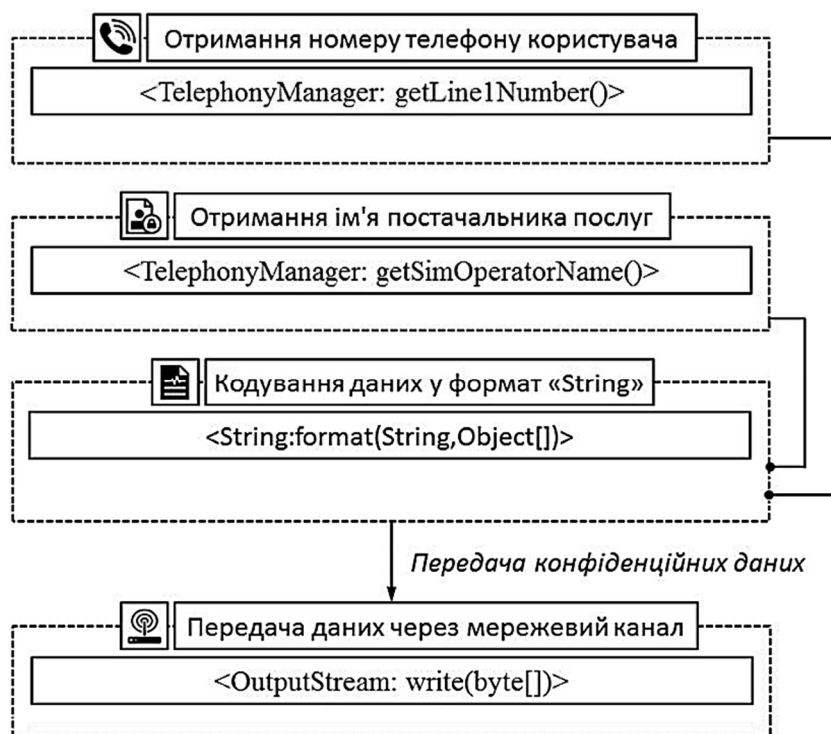 Отримання номеру телефону користувача
<TelephonyManager: getLine1Number()>
Отримання ім'я постачальника послуг
<TelephonyManager: getSimOperatorName()>
Кодування даних у формат «String»
<String:format(String,Object[])>
Передача конфіденційних даних
Передача даних через мережевий канал
<OutputStream: write(byte[])>